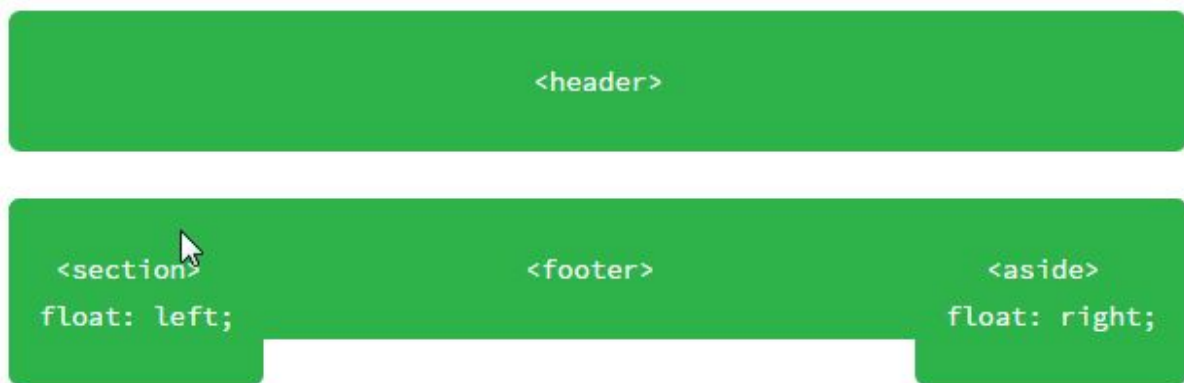 <header>
<section>
float: left;
<footer>
<aside>
float: right;